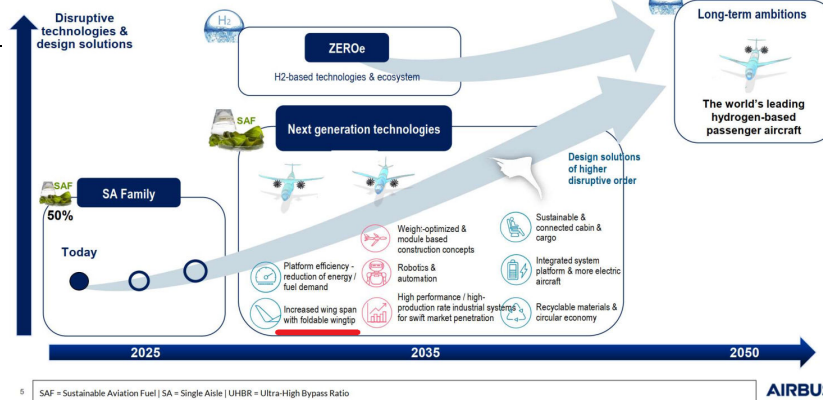 Disruptive
technologies &
design solutions
H₂
ZEROe
H2-based technologies & ecosystem
Long-term ambitions
The world's leading
hydrogen-based
passenger aircraft
SAF
Next generation technologies
Design solutions
of higher
disruptive order
SAF
50%
SA Family
Today
Platform efficiency -
reduction of energy /
fuel demand
Increased wing span
with foldable wingtip
Weight-optimized &
module based
construction concepts
Robotics &
automation
High performance / high-
production rate industrial systems
for swift market penetration
Sustainable &
connected cabin &
cargo
Integrated system
platform & more electric
aircraft
Recyclable materials &
circular economy
2025
2035
2050
5
SAF = Sustainable Aviation Fuel | SA = Single Aisle | UHBR = Ultra-High Bypass Ratio
AIRBUS